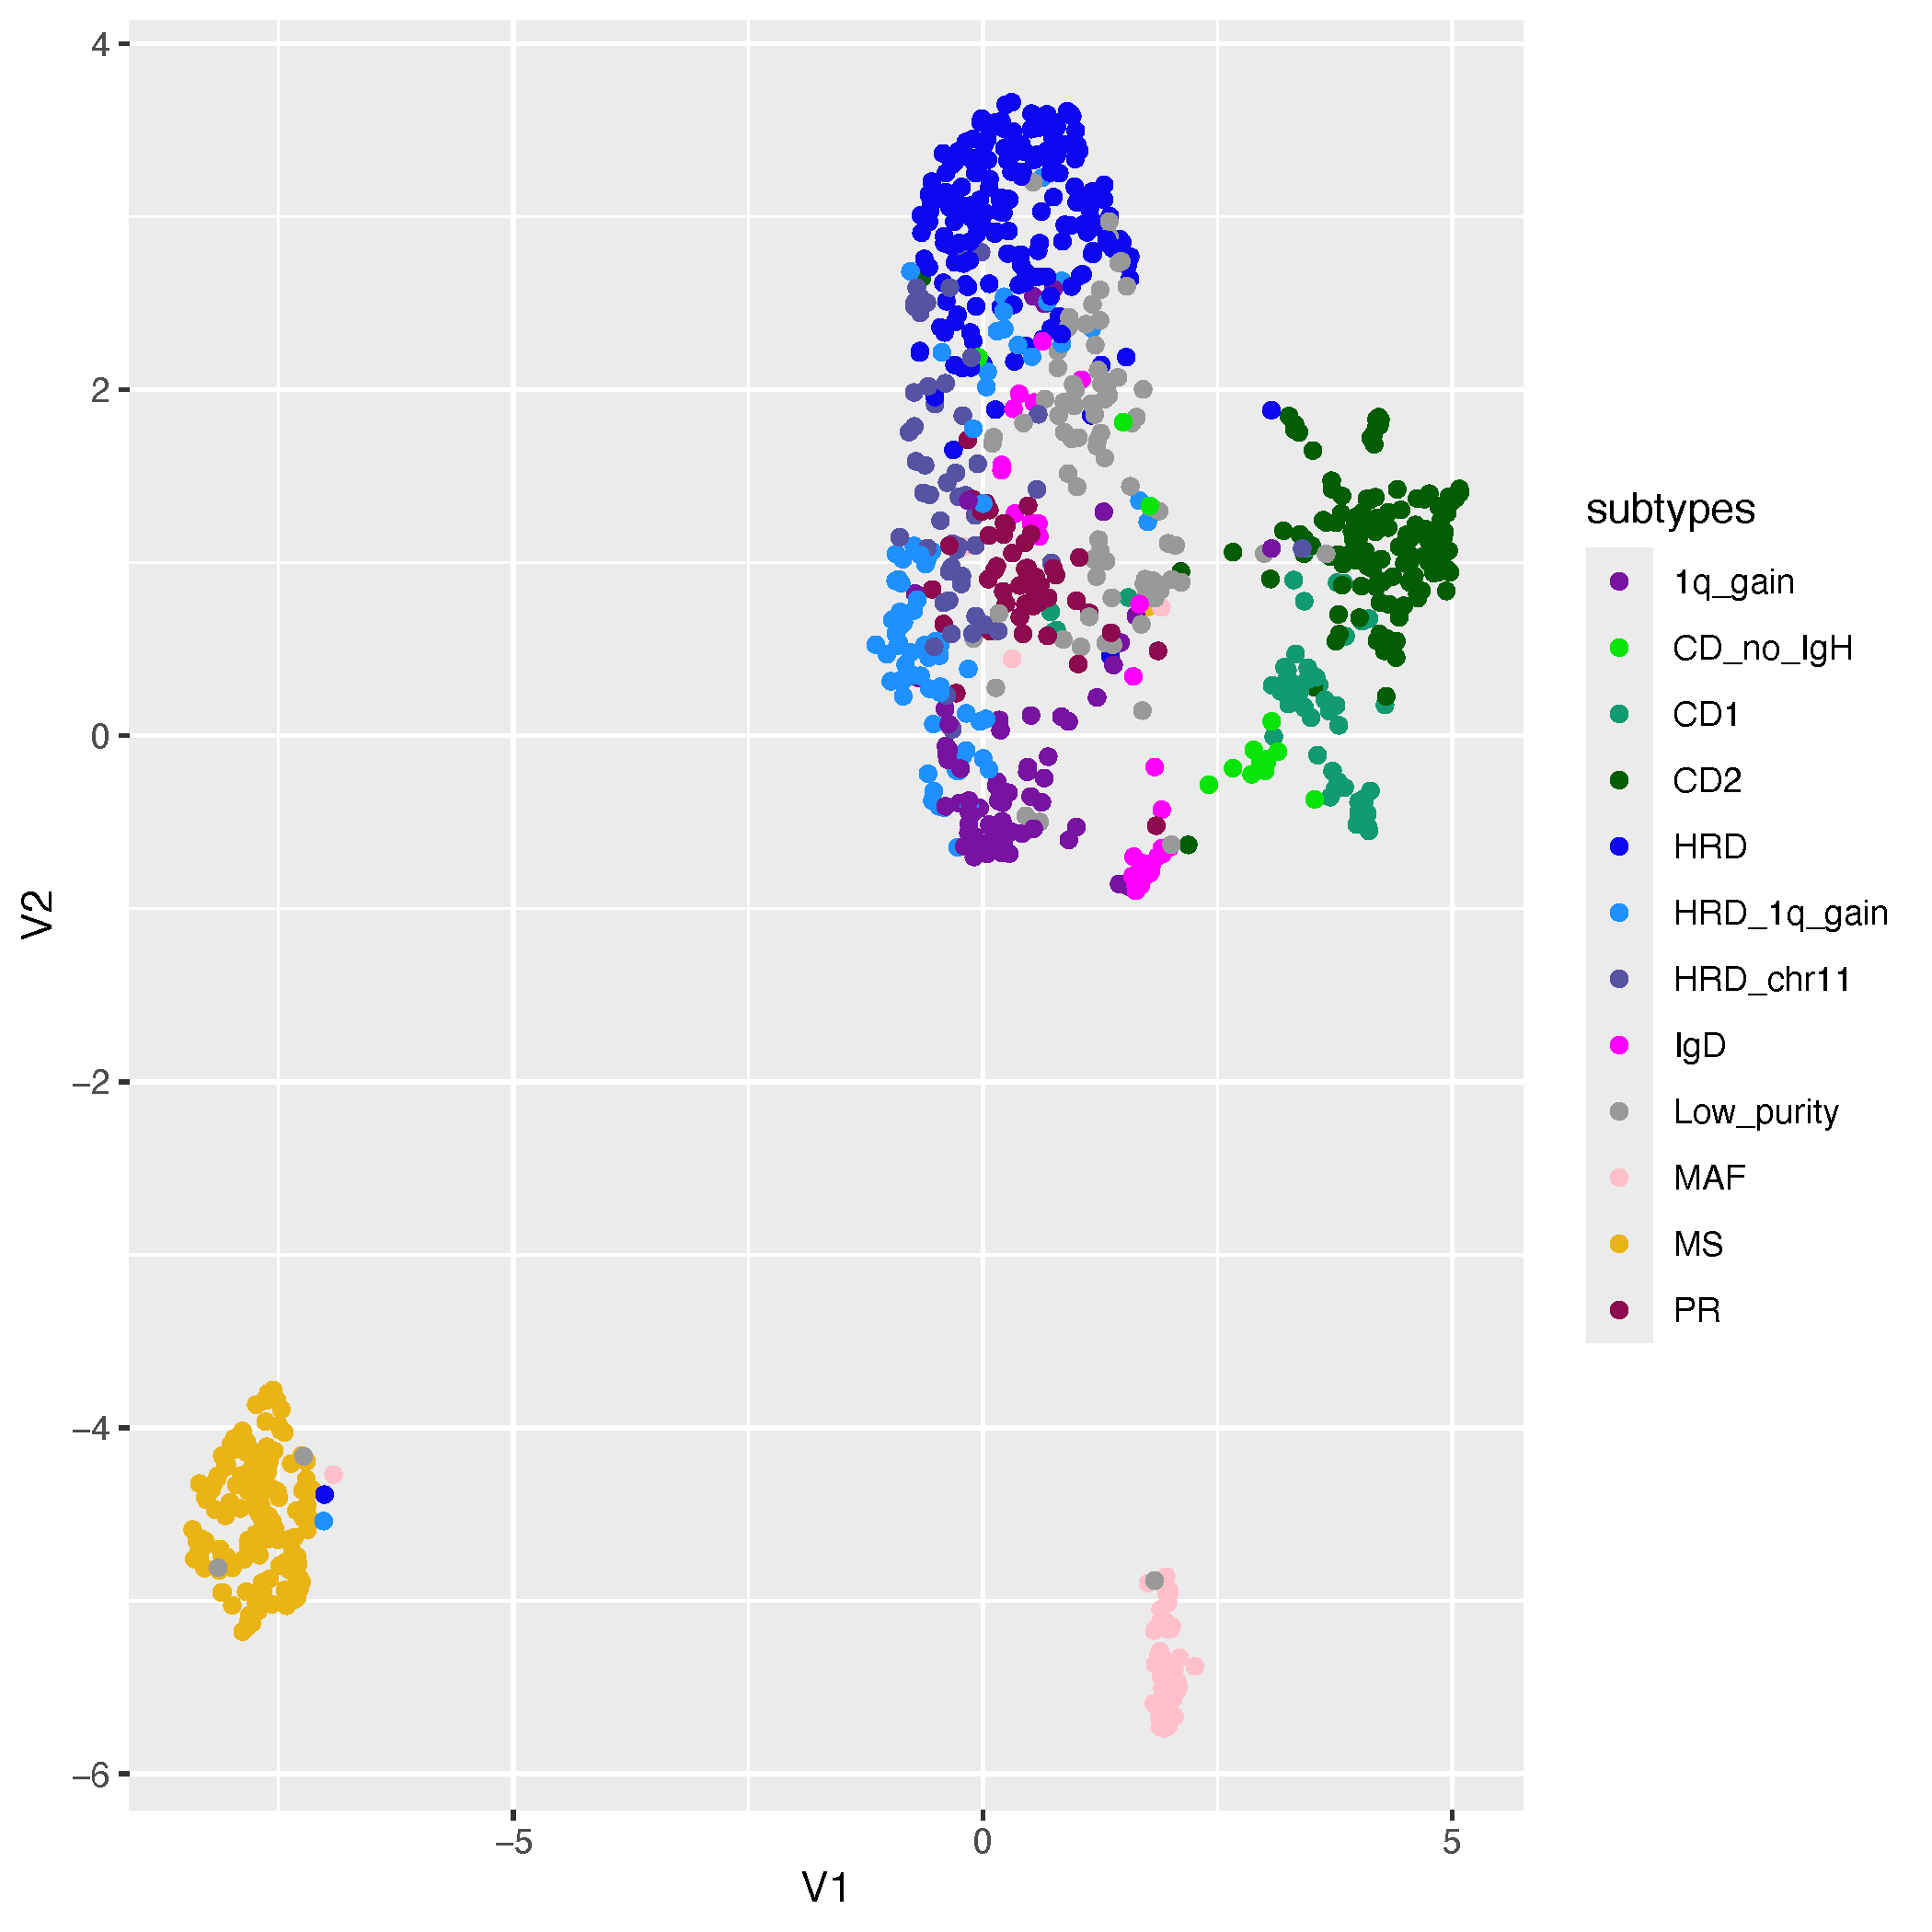 4
2
0
−2
−4
−6
V2
−5
0
5
V1
subtypes
1q_gain
CD_no_IgH
CD1
CD2
HRD
HRD_1q_gain
HRD_chr11
IgD
Low_purity
MAF
MS
PR